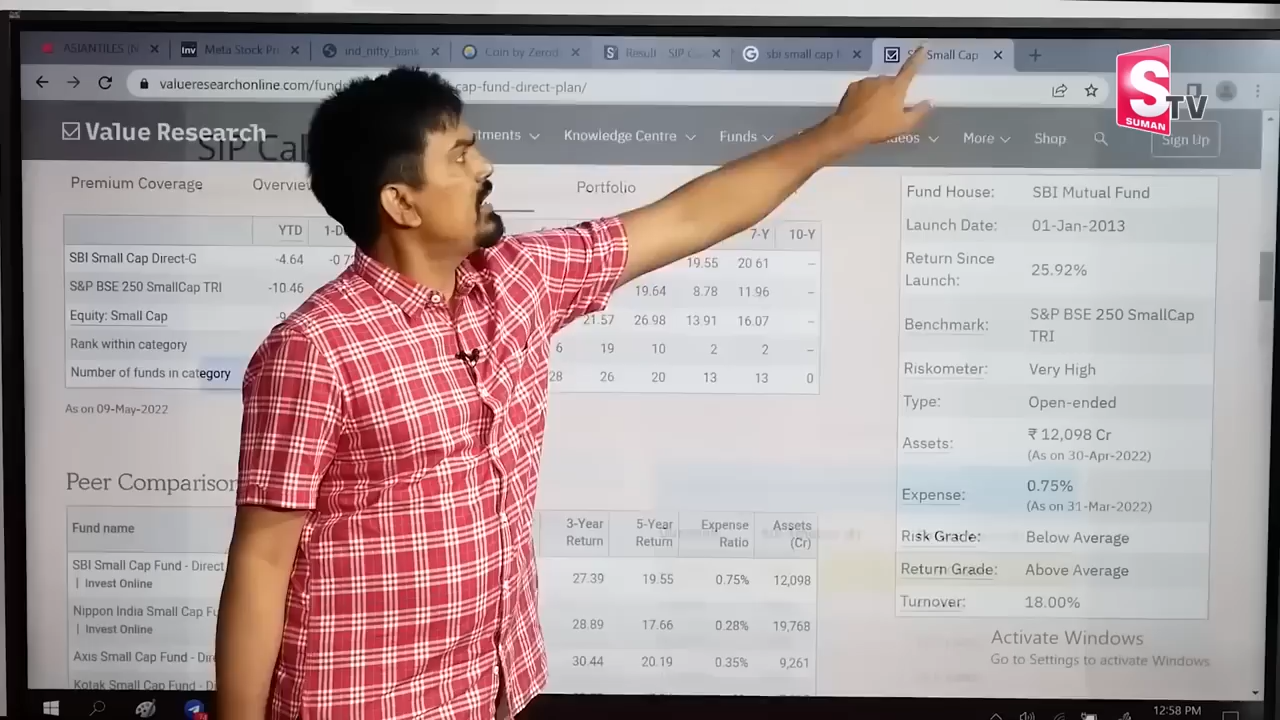 ASIANTILES
Meta Stock Pri
ind_nifty_bank
Coin by Zerod
Result
SIP Ca
sbi small cap f
Small Cap
valueresearchonline.com/fund
cap-fund-direct-plan/
S
TV
SUMAN
Value Research
SIP Cal
Knowledge Centre
Funds
More
Shop
Sign Up
Premium Coverage
Overview
Portfolio
YTD
7-Y 10-Y
SBI Small Cap Direct-G -4.64 19.55 20 61 --
S&P BSE 250 SmallCap TRI -10.46 19.64 8.78 11.96 --
Equity: Small Cap 21.57 26.98 13.91 16.07 --
Rank within category 6 19 10 2 2 --
Number of funds in category 28 26 20 13 13 0
As on 09-May-2022
Fund House: SBI Mutual Fund
Launch Date: 01-Jan-2013
Return Since
Launch: 25.92%
Benchmark: S&P BSE 250 SmallCap
TRI
Riskometer: Very High
Type: Open-ended
Assets: ₹ 12,098 Cr
(As on 30-Apr-2022)
Expense: 0.75%
(As on 31-Mar-2022)
Risk Grade: Below Average
Return Grade: Above Average
Turnover: 18.00%
Peer Comparison
Fund name
3-Year
Return
5-Year
Return
Expense
Ratio
Assets
(Cr)
SBI Small Cap Fund - Direct
| Invest Online
27.39 19.55 0.75% 12,098
Nippon India Small Cap Fu
| Invest Online
28.89 17.66 0.28% 19,768
Axis Small Cap Fund - Dir
30.44 20.19 0.35% 9,261
Kotak Small Cap Fund - D
Activate Windows
Go to Settings to activate Windows
12:58 PM